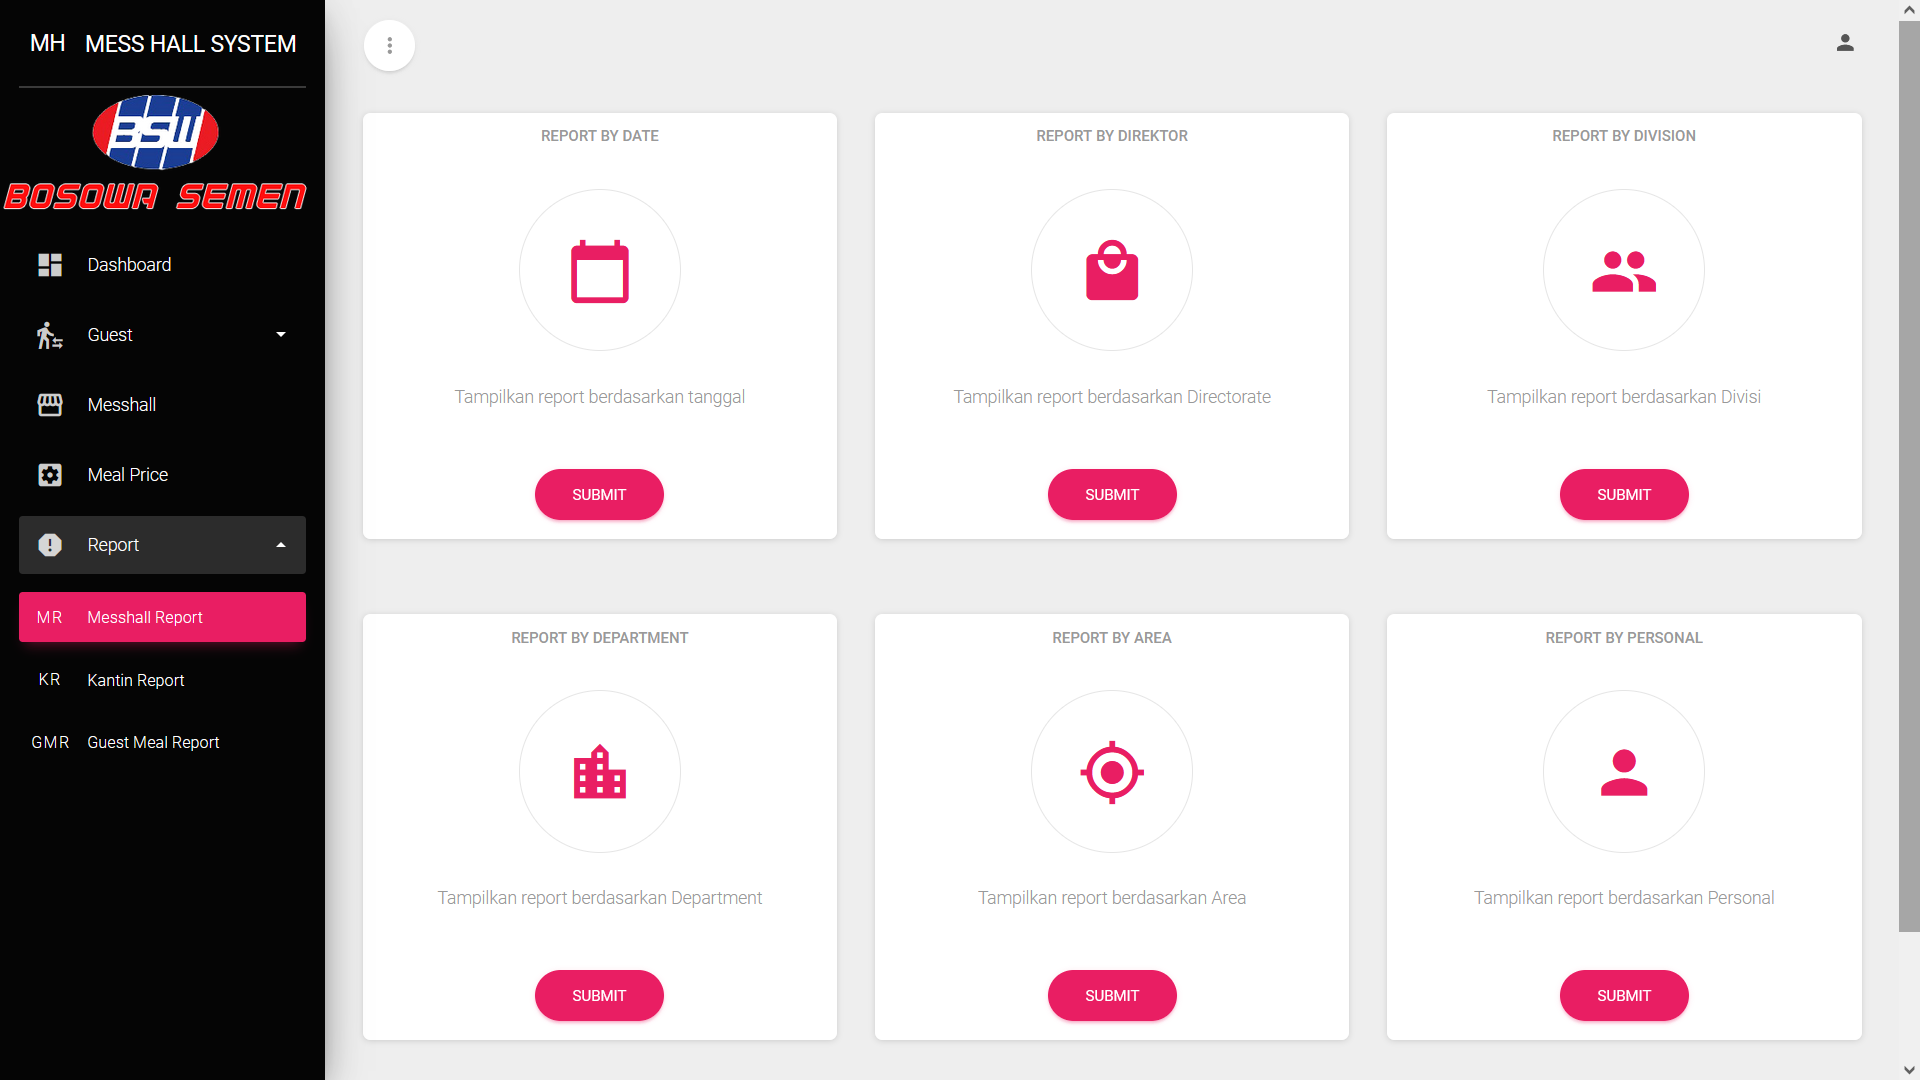 MH MESS HALL SYSTEM
BSW
BOSOWA SEMEN
Dashboard
Guest
Messhall
Meal Price
Report
MR Messhall Report
KR Kantin Report
GMR Guest Meal Report
REPORT BY DATE
Tampilkan report berdasarkan tanggal
SUBMIT
REPORT BY DIREKTOR
Tampilkan report berdasarkan Directorate
SUBMIT
REPORT BY DIVISION
Tampilkan report berdasarkan Divisi
SUBMIT
REPORT BY DEPARTMENT
Tampilkan report berdasarkan Department
SUBMIT
REPORT BY AREA
Tampilkan report berdasarkan Area
SUBMIT
REPORT BY PERSONAL
Tampilkan report berdasarkan Personal
SUBMIT